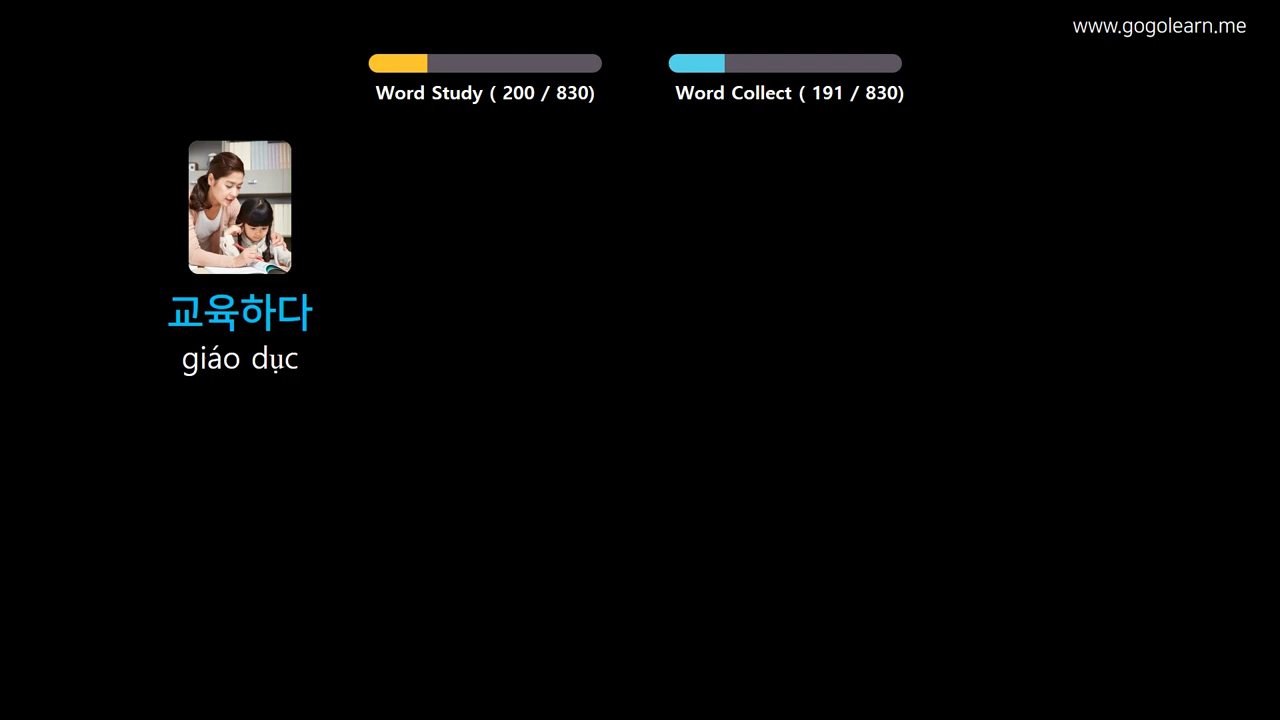 www.gogolearn.me
Word Study ( 200 / 830)
Word Collect ( 191 / 830)
교육하다
giáo dục